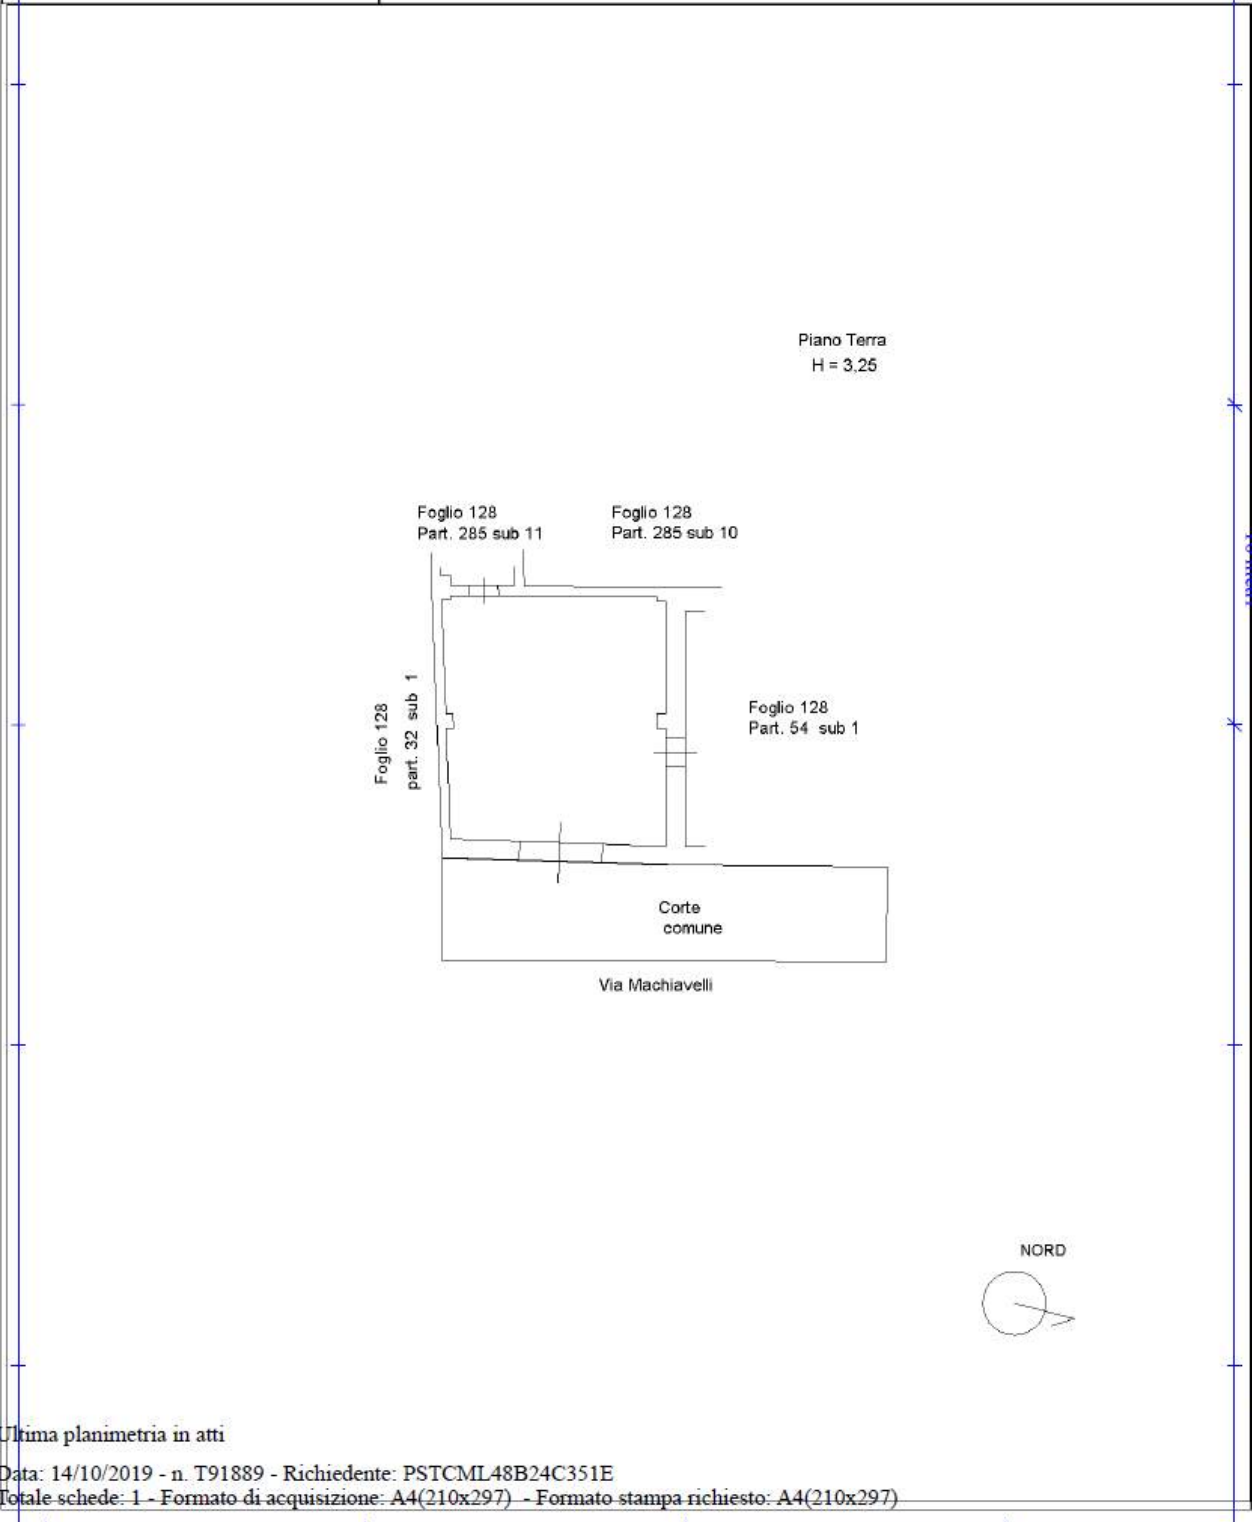 Piano Terra
H = 3,25
Foglio 128
Part. 285 sub 11
Foglio 128
Part. 285 sub 10
Foglio 128
part. 32 sub 1
Foglio 128
Part. 54 sub 1
Corte
comune
Via Machiavelli
NORD
Ultima planimetria in atti
Data: 14/10/2019 - n. T91889 - Richiedente: PSTCML48B24C351E
Totale schede: 1 - Formato di acquisizione: A4(210x297) - Formato stampa richiesto: A4(210x297)